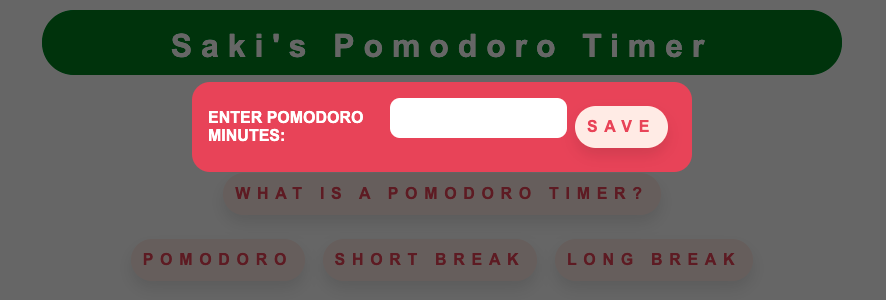 Saki's Pomodoro Timer
ENTER POMODORO
MINUTES:
SAVE
WHAT IS A POMODORO TIMER?
POMODORO SHORT BREAK LONG BREAK